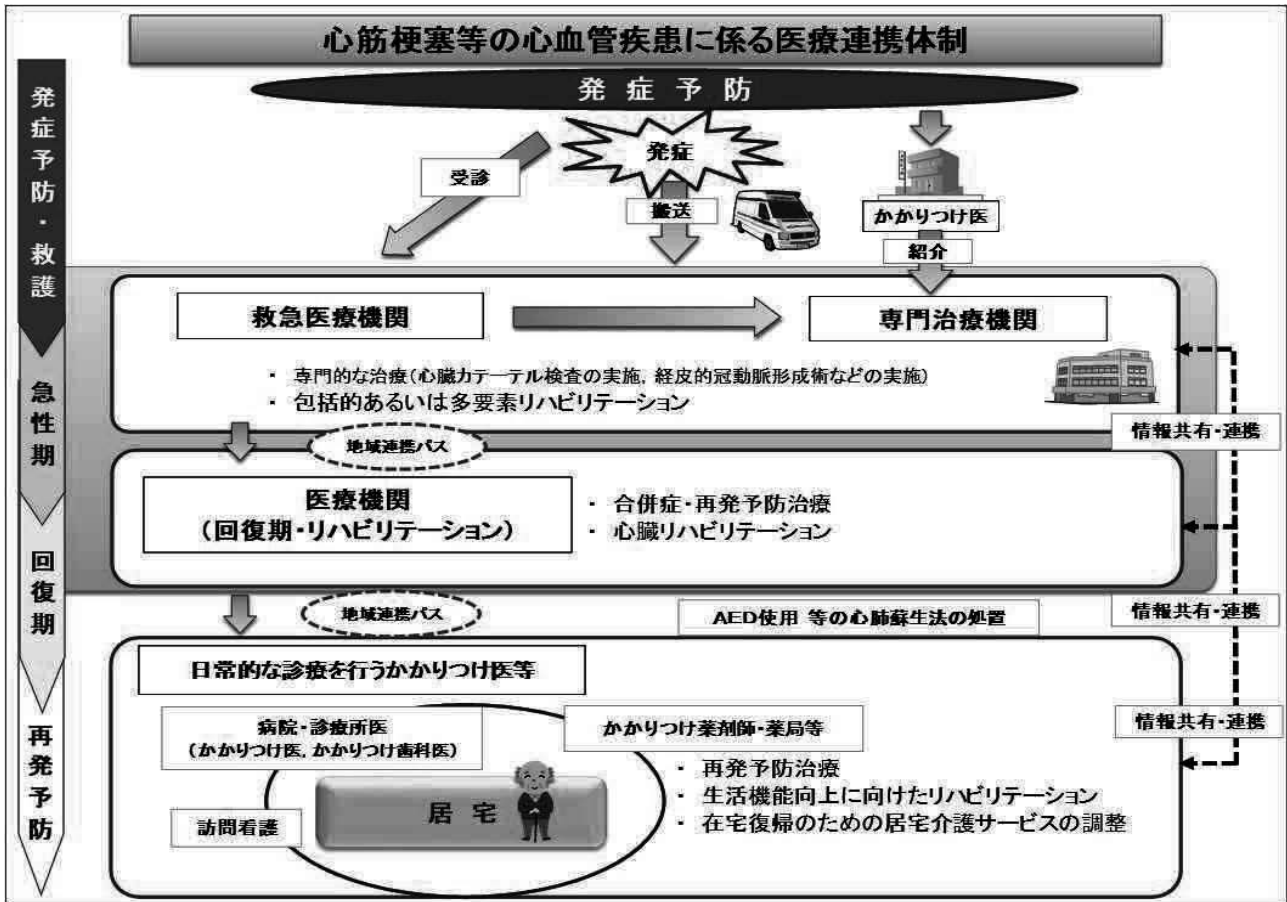 心筋梗塞等の心血管疾患に係る医療連携体制
発症予防
発症予防・救護
急性期
回復期
再発予防
発症
受診
搬送
かかりつけ医
紹介
救急医療機関
専門治療機関
・ 専門的な治療(心臓カテーテル検査の実施, 経皮的冠動脈形成術などの実施)
・ 包括的あるいは多要素リハビリテーション
情報共有・連携
地域連携パス
医療機関
(回復期・リハビリテーション)
・ 合併症・再発予防治療
・ 心臓リハビリテーション
地域連携パス
AED使用 等の心肺蘇生法の処置
情報共有・連携
日常的な診療を行うかかりつけ医等
病院・診療所医
(かかりつけ医, かかりつけ歯科医)
かかりつけ薬剤師・薬局等
情報共有・連携
・ 再発予防治療
・ 生活機能向上に向けたリハビリテーション
・ 在宅復帰のための居宅介護サービスの調整
居宅
訪問看護